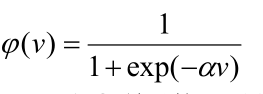 φ(v) = 1 / (1 + exp(−αv))